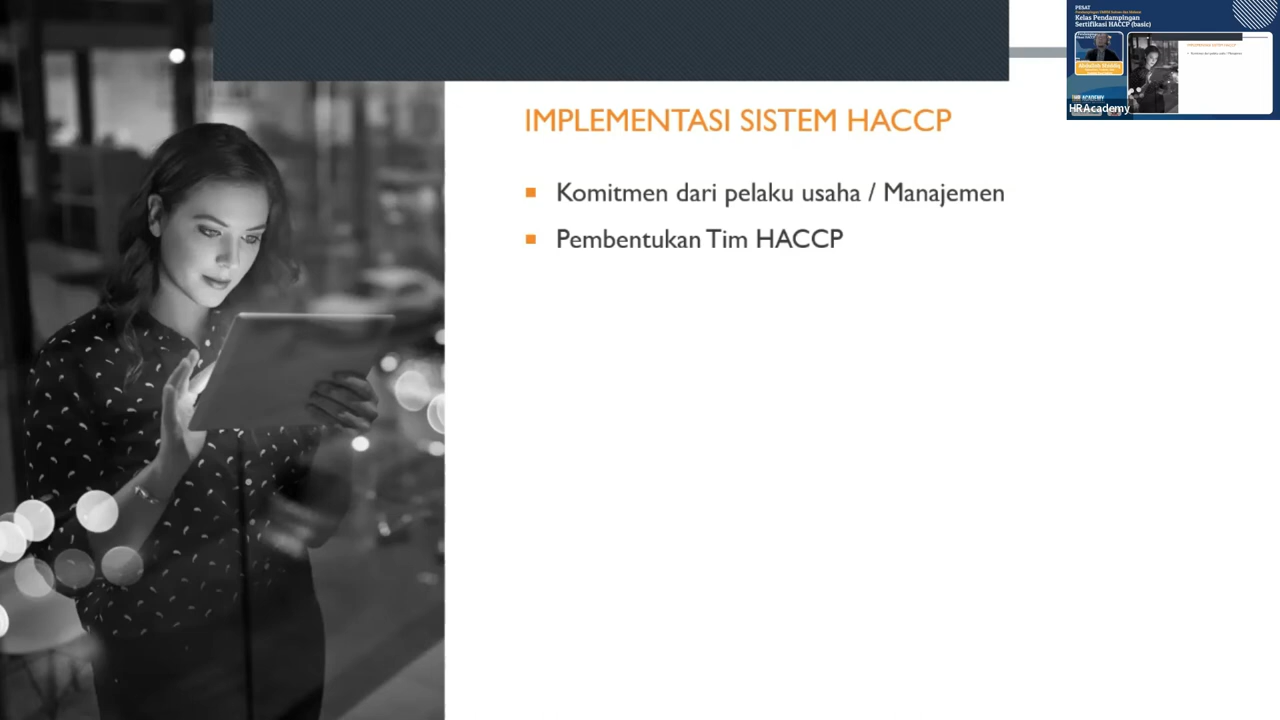 IMPLEMENTASI SISTEM HACCP
Komitmen dari pelaku usaha / Manajemen
Pembentukan Tim HACCP
PESAT
Kelas Pendampingan
Sertifikasi HACCP (basic)
HRAcademy